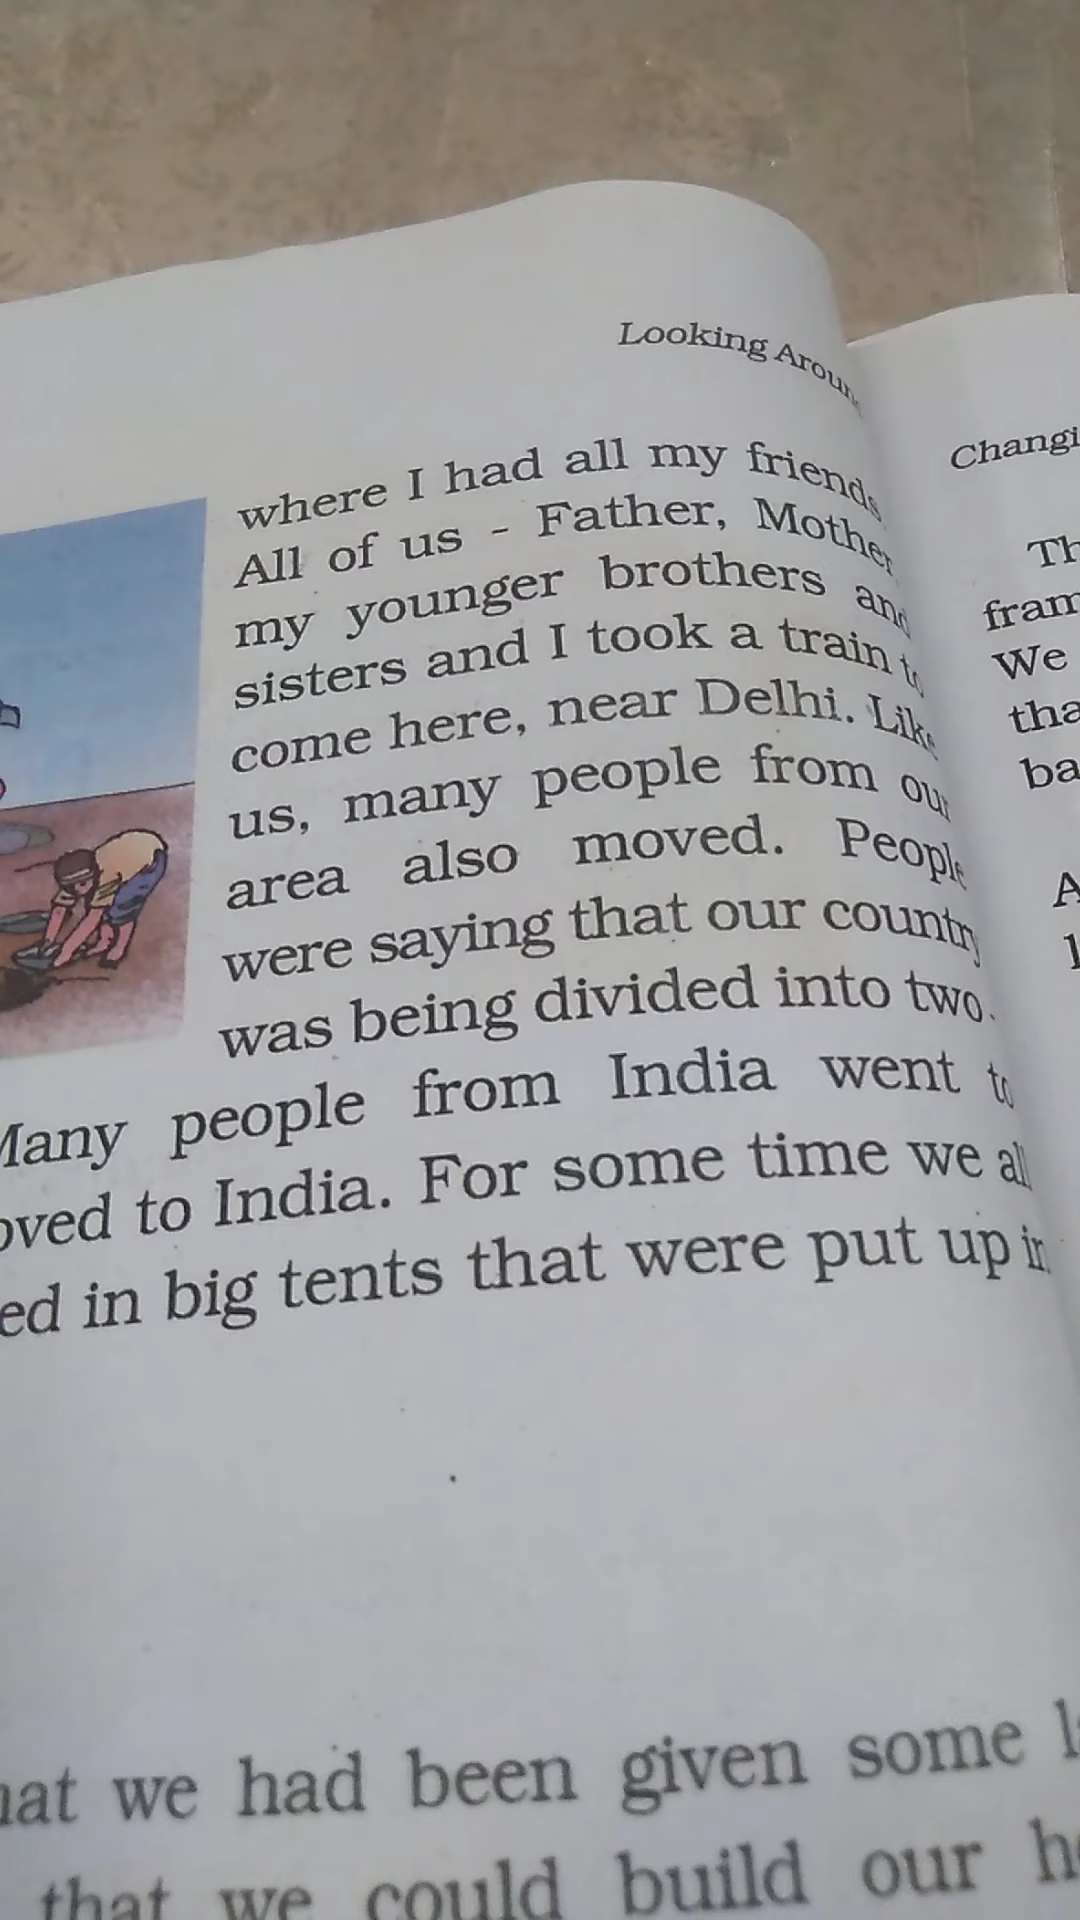 Looking Aroun
where I had all my friends.
All of us - Father, Mother
my younger brothers and
sisters and I took a train to
come here, near Delhi. Like
us, many people from our
area also moved. People
were saying that our country
was being divided into two.
Many people from India went to
oved to India. For some time we all
ed in big tents that were put up in
hat we had been given some l
that we could build our h
Changi
Th
fram
We
tha
ba
A
l